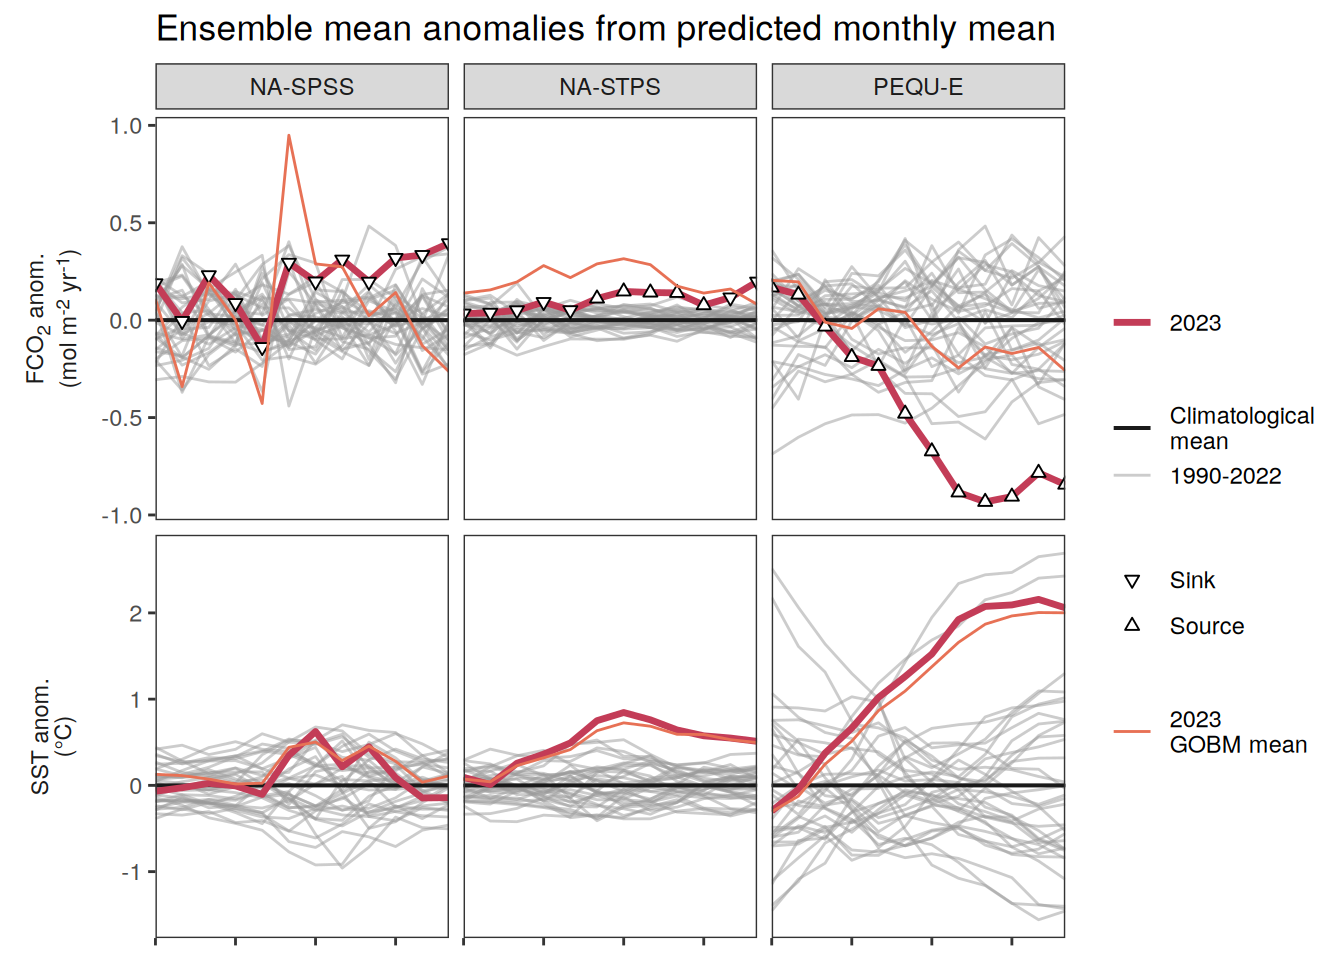 Ensemble mean anomalies from predicted monthly mean
NA-SPSS
NA-STPS
PEQU-E
FCO2 anom.
(mol m-2 yr-1)
1.0
0.5
0.0
-0.5
-1.0
SST anom.
(°C)
2
1
0
-1
2023
Climatological
mean
1990-2022
Sink
Source
2023
GOBM mean